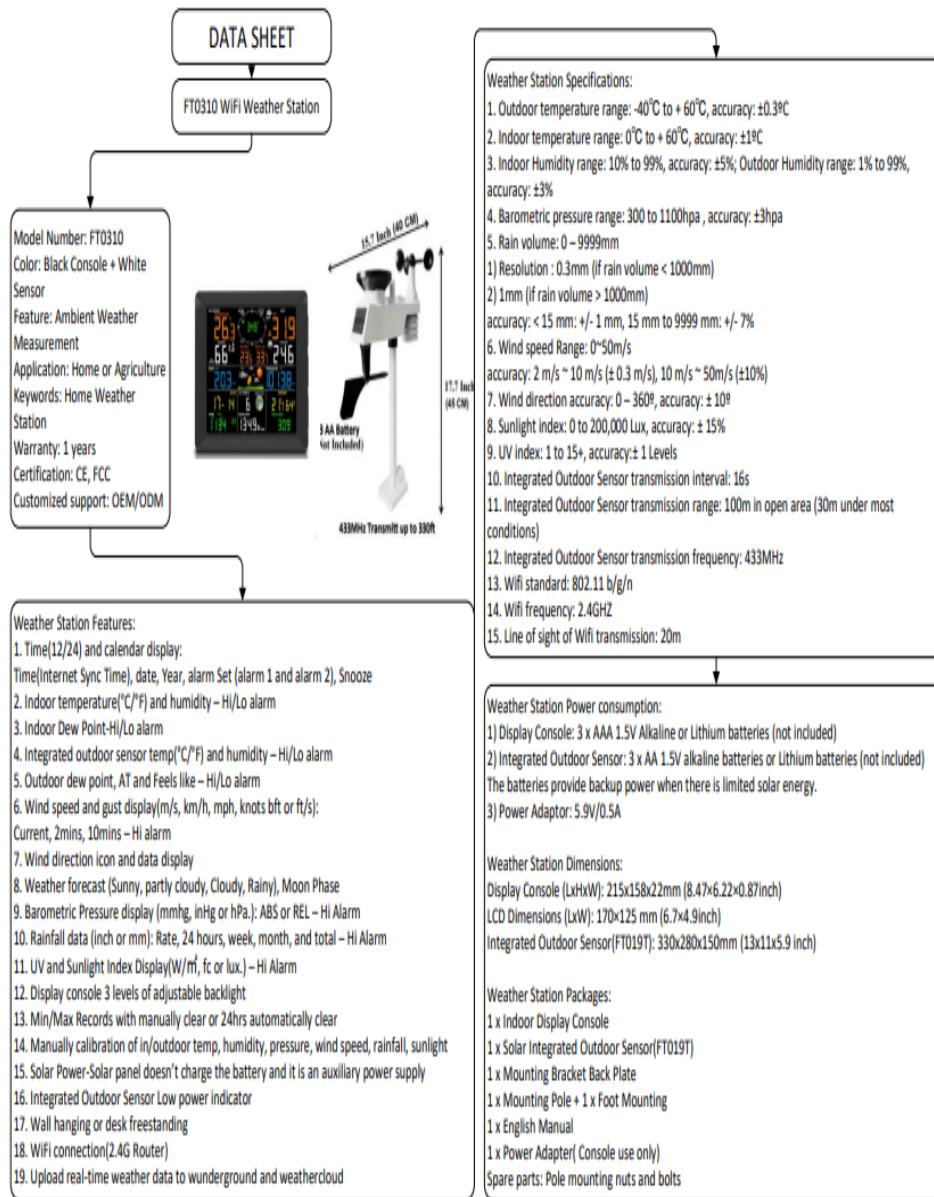 DATA SHEET
FT0310 WiFi Weather Station
Model Number: FT0310
Color: Black Console + White
Sensor
Feature: Ambient Weather
Measurement
Application: Home or Agriculture
Keywords: Home Weather
Station
Warranty: 1 years
Certification: CE, FCC
Customized support: OEM/ODM
15.7 Inch (40 CM)
17.7 Inch
(45 CM)
3 AA Battery
Not Included)
433MHz Transmitt up to 330ft
Weather Station Features:
1. Time(12/24) and calendar display:
Time(Internet Sync Time), date, Year, alarm Set (alarm 1 and alarm 2), Snooze
2. Indoor temperature(°C/°F) and humidity – Hi/Lo alarm
3. Indoor Dew Point-Hi/Lo alarm
4. Integrated outdoor sensor temp(°C/°F) and humidity – Hi/Lo alarm
5. Outdoor dew point, AT and Feels like – Hi/Lo alarm
6. Wind speed and gust display(m/s, km/h, mph, knots bft or ft/s):
Current, 2mins, 10mins – Hi alarm
7. Wind direction icon and data display
8. Weather forecast (Sunny, partly cloudy, Cloudy, Rainy), Moon Phase
9. Barometric Pressure display (mmhg, inHg or hPa.): ABS or REL – Hi Alarm
10. Rainfall data (inch or mm): Rate, 24 hours, week, month, and total – Hi Alarm
11. UV and Sunlight Index Display(W/㎡, fc or lux.) – Hi Alarm
12. Display console 3 levels of adjustable backlight
13. Min/Max Records with manually clear or 24hrs automatically clear
14. Manually calibration of in/outdoor temp, humidity, pressure, wind speed, rainfall, sunlight
15. Solar Power-Solar panel doesn't charge the battery and it is an auxiliary power supply
16. Integrated Outdoor Sensor Low power indicator
17. Wall hanging or desk freestanding
18. WiFi connection(2.4G Router)
19. Upload real-time weather data to wunderground and weathercloud
Weather Station Specifications:
1. Outdoor temperature range: -40℃ to + 60℃, accuracy: ±0.3ºC
2. Indoor temperature range: 0℃ to + 60℃, accuracy: ±1ºC
3. Indoor Humidity range: 10% to 99%, accuracy: ±5%; Outdoor Humidity range: 1% to 99%,
accuracy: ±3%
4. Barometric pressure range: 300 to 1100hpa , accuracy: ±3hpa
5. Rain volume: 0 – 9999mm
1) Resolution : 0.3mm (if rain volume < 1000mm)
2) 1mm (if rain volume > 1000mm)
accuracy: < 15 mm: +/- 1 mm, 15 mm to 9999 mm: +/- 7%
6. Wind speed Range: 0~50m/s
accuracy: 2 m/s ~ 10 m/s (± 0.3 m/s), 10 m/s ~ 50m/s (±10%)
7. Wind direction accuracy: 0 – 360º, accuracy: ± 10º
8. Sunlight index: 0 to 200,000 Lux, accuracy: ± 15%
9. UV index: 1 to 15+, accuracy:± 1 Levels
10. Integrated Outdoor Sensor transmission interval: 16s
11. Integrated Outdoor Sensor transmission range: 100m in open area (30m under most
conditions)
12. Integrated Outdoor Sensor transmission frequency: 433MHz
13. Wifi standard: 802.11 b/g/n
14. Wifi frequency: 2.4GHZ
15. Line of sight of Wifi transmission: 20m
Weather Station Power consumption:
1) Display Console: 3 x AAA 1.5V Alkaline or Lithium batteries (not included)
2) Integrated Outdoor Sensor: 3 x AA 1.5V alkaline batteries or Lithium batteries (not included)
The batteries provide backup power when there is limited solar energy.
3) Power Adaptor: 5.9V/0.5A
Weather Station Dimensions:
Display Console (LxHxW): 215x158x22mm (8.47×6.22×0.87inch)
LCD Dimensions (LxW): 170×125 mm (6.7×4.9inch)
Integrated Outdoor Sensor(FT019T): 330x280x150mm (13x11x5.9 inch)
Weather Station Packages:
1 x Indoor Display Console
1 x Solar Integrated Outdoor Sensor(FT019T)
1 x Mounting Bracket Back Plate
1 x Mounting Pole + 1 x Foot Mounting
1 x English Manual
1 x Power Adapter( Console use only)
Spare parts: Pole mounting nuts and bolts